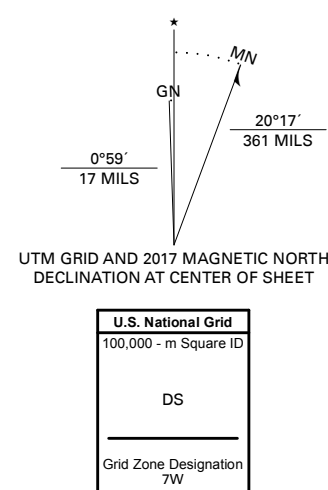 ★
MN
GN
20°17´
361 MILS
0°59´
17 MILS
UTM GRID AND 2017 MAGNETIC NORTH
DECLINATION AT CENTER OF SHEET
U.S. National Grid
100,000 - m Square ID
DS
Grid Zone Designation
7W